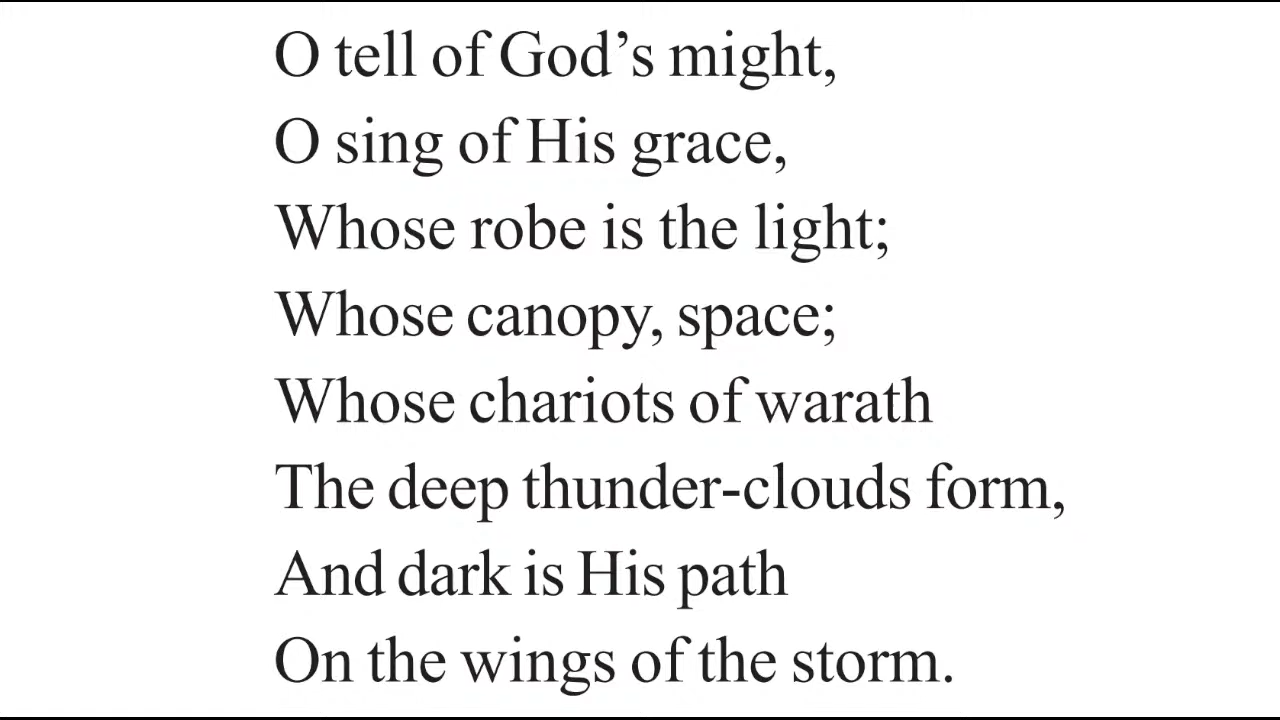 O tell of God’s might,
O sing of His grace,
Whose robe is the light;
Whose canopy, space;
Whose chariots of warath
The deep thunder-clouds form,
And dark is His path
On the wings of the storm.